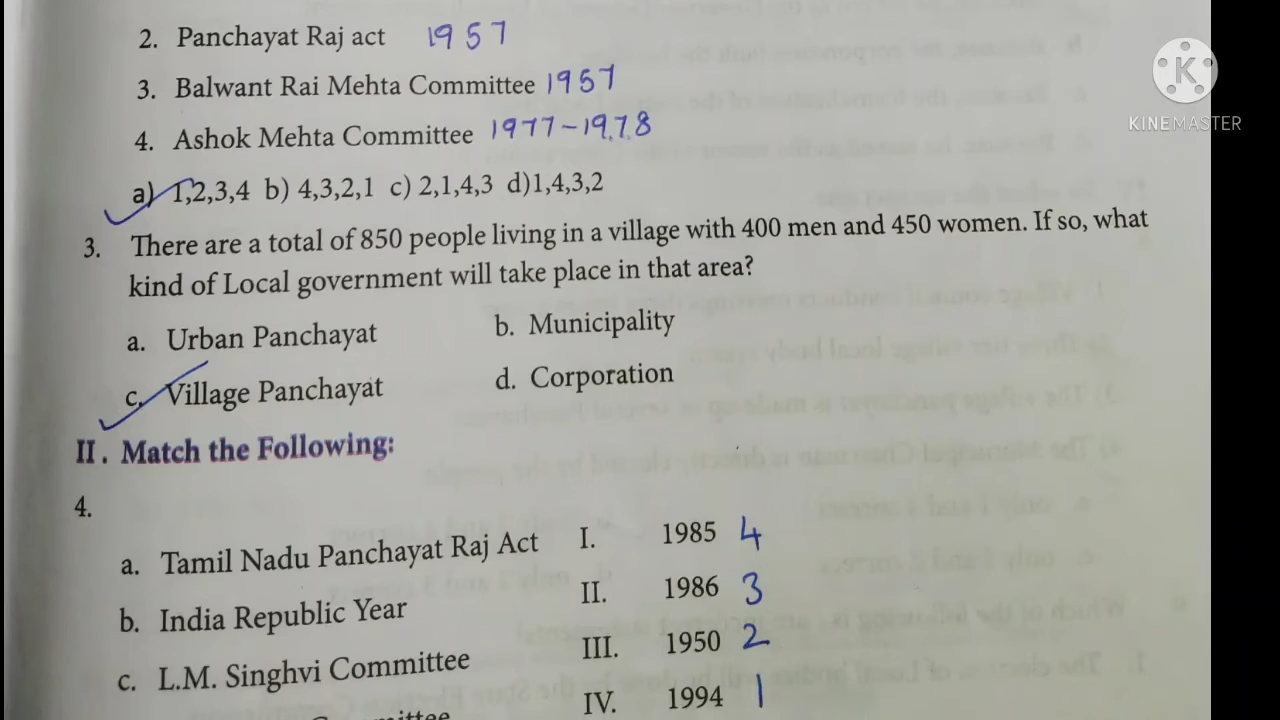 2. Panchayat Raj act 1957
3. Balwant Rai Mehta Committee 1957
4. Ashok Mehta Committee 1977-1978
a) 1,2,3,4 b) 4,3,2,1 c) 2,1,4,3 d)1,4,3,2
3. There are a total of 850 people living in a village with 400 men and 450 women. If so, what
kind of Local government will take place in that area?
a. Urban Panchayat b. Municipality
c. Village Panchayat d. Corporation
II. Match the Following:
4.
a. Tamil Nadu Panchayat Raj Act I. 1985 4
b. India Republic Year II. 1986 3
c. L.M. Singhvi Committee III. 1950 2
IV. 1994 1
K
KINEMASTER